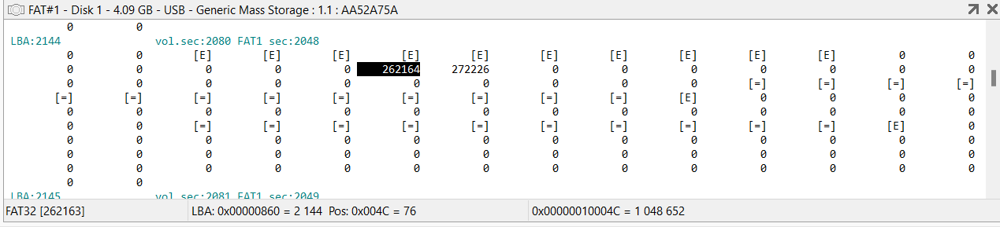 FAT#1 - Disk 1 - 4.09 GB - USB - Generic Mass Storage : 1.1 : AA52A75A
0 0
LBA:2144 vol.sec:2080 FAT1 sec:2048
0 0 [E] [E] [E] [E] [E] [E] [E] [E] [E] [E] 0 0
0 0 0 0 0 262164 272226 0 0 0 0 0 0 0
0 0 0 0 0 0 0 0 0 0 [=] [=] [=] [=]
[=] [=] [=] [=] [=] [=] [=] [=] [=] [E] 0 0 0 0
0 0 0 0 0 0 0 0 0 0 0 0 0 0
0 0 [=] [=] [=] [=] [=] [=] [=] [=] [=] [=] [E] 0
0 0 0 0 0 0 0 0 0 0 0 0 0 0
0 0 0 0 0 0 0 0 0 0 0 0 0 0
0 0 0 0 0 0 0 0 0 0 0 0 0 0
0 0
LBA:2145 vol.sec:2081 FAT1 sec:2049
FAT32 [262163] LBA: 0x00000860 = 2 144 Pos: 0x004C = 76 0x00000010004C = 1 048 652